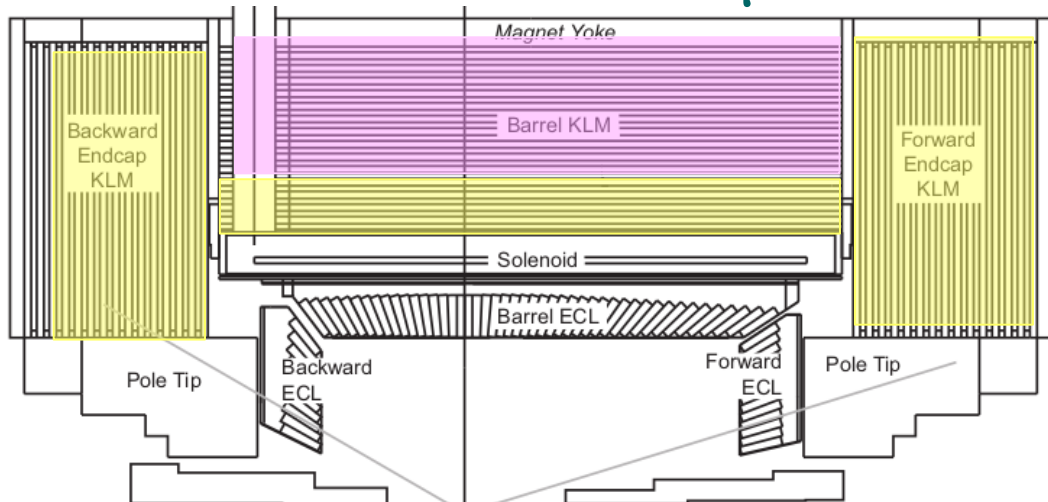 Magnet Yoke
Barrel KLM
Backward
Endcap
KLM
Forward
Endcap
KLM
Solenoid
Barrel ECL
Backward
ECL
Forward
ECL
Pole Tip
Pole Tip